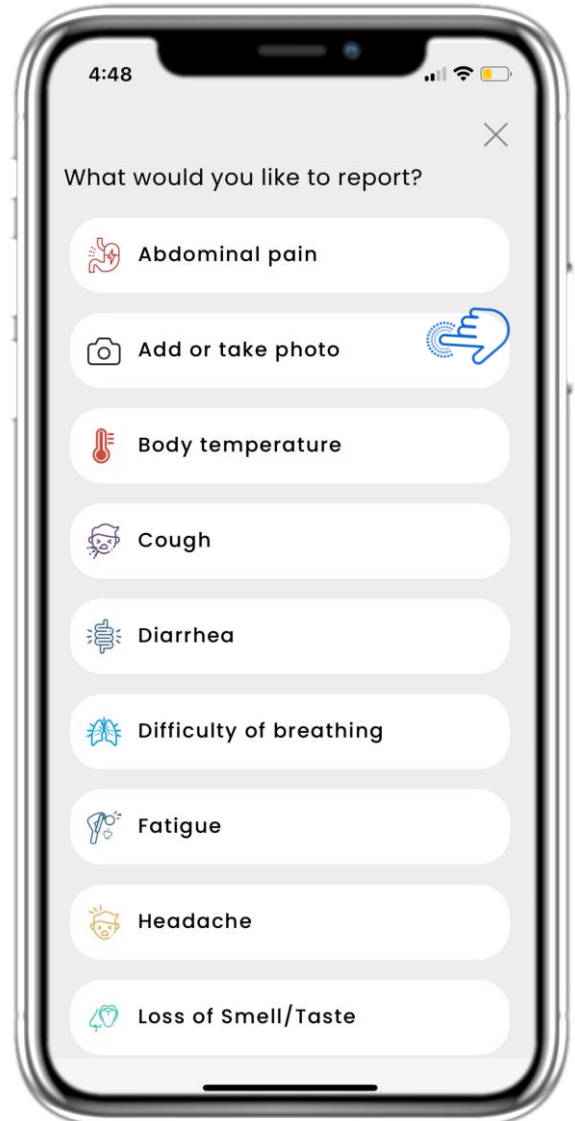 4:48
What would you like to report?
Abdominal pain
Add or take photo
Body temperature
Cough
Diarrhea
Difficulty of breathing
Fatigue
Headache
Loss of Smell/Taste